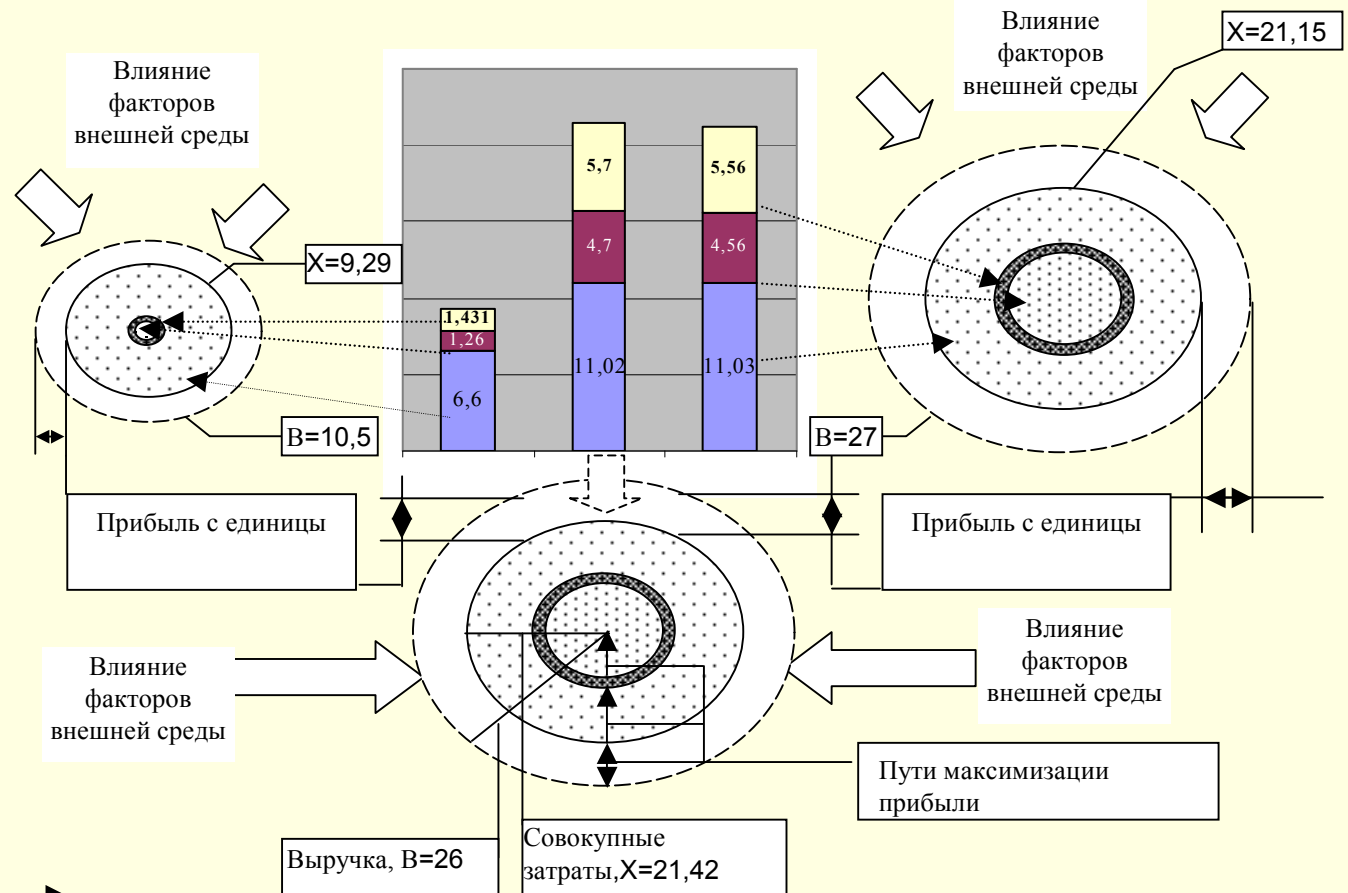 Влияние
факторов
внешней среды
Влияние
факторов
внешней среды
X=21,15
X=9,29
5,7
5,56
4,7
4,56
1,431
1,26
11,02
11,03
6,6
В=10,5
В=27
Прибыль с единицы
Прибыль с единицы
Влияние
факторов
внешней среды
Влияние
факторов
внешней среды
Пути максимизации
прибыли
Выручка, В=26
Совокупные
затраты,X=21,42